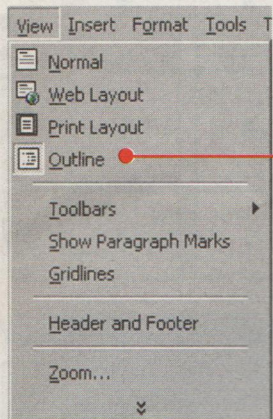 View Insert Format Tools T
Normal
Web Layout
Print Layout
Outline
Toolbars
Show Paragraph Marks
Gridlines
Header and Footer
Zoom...